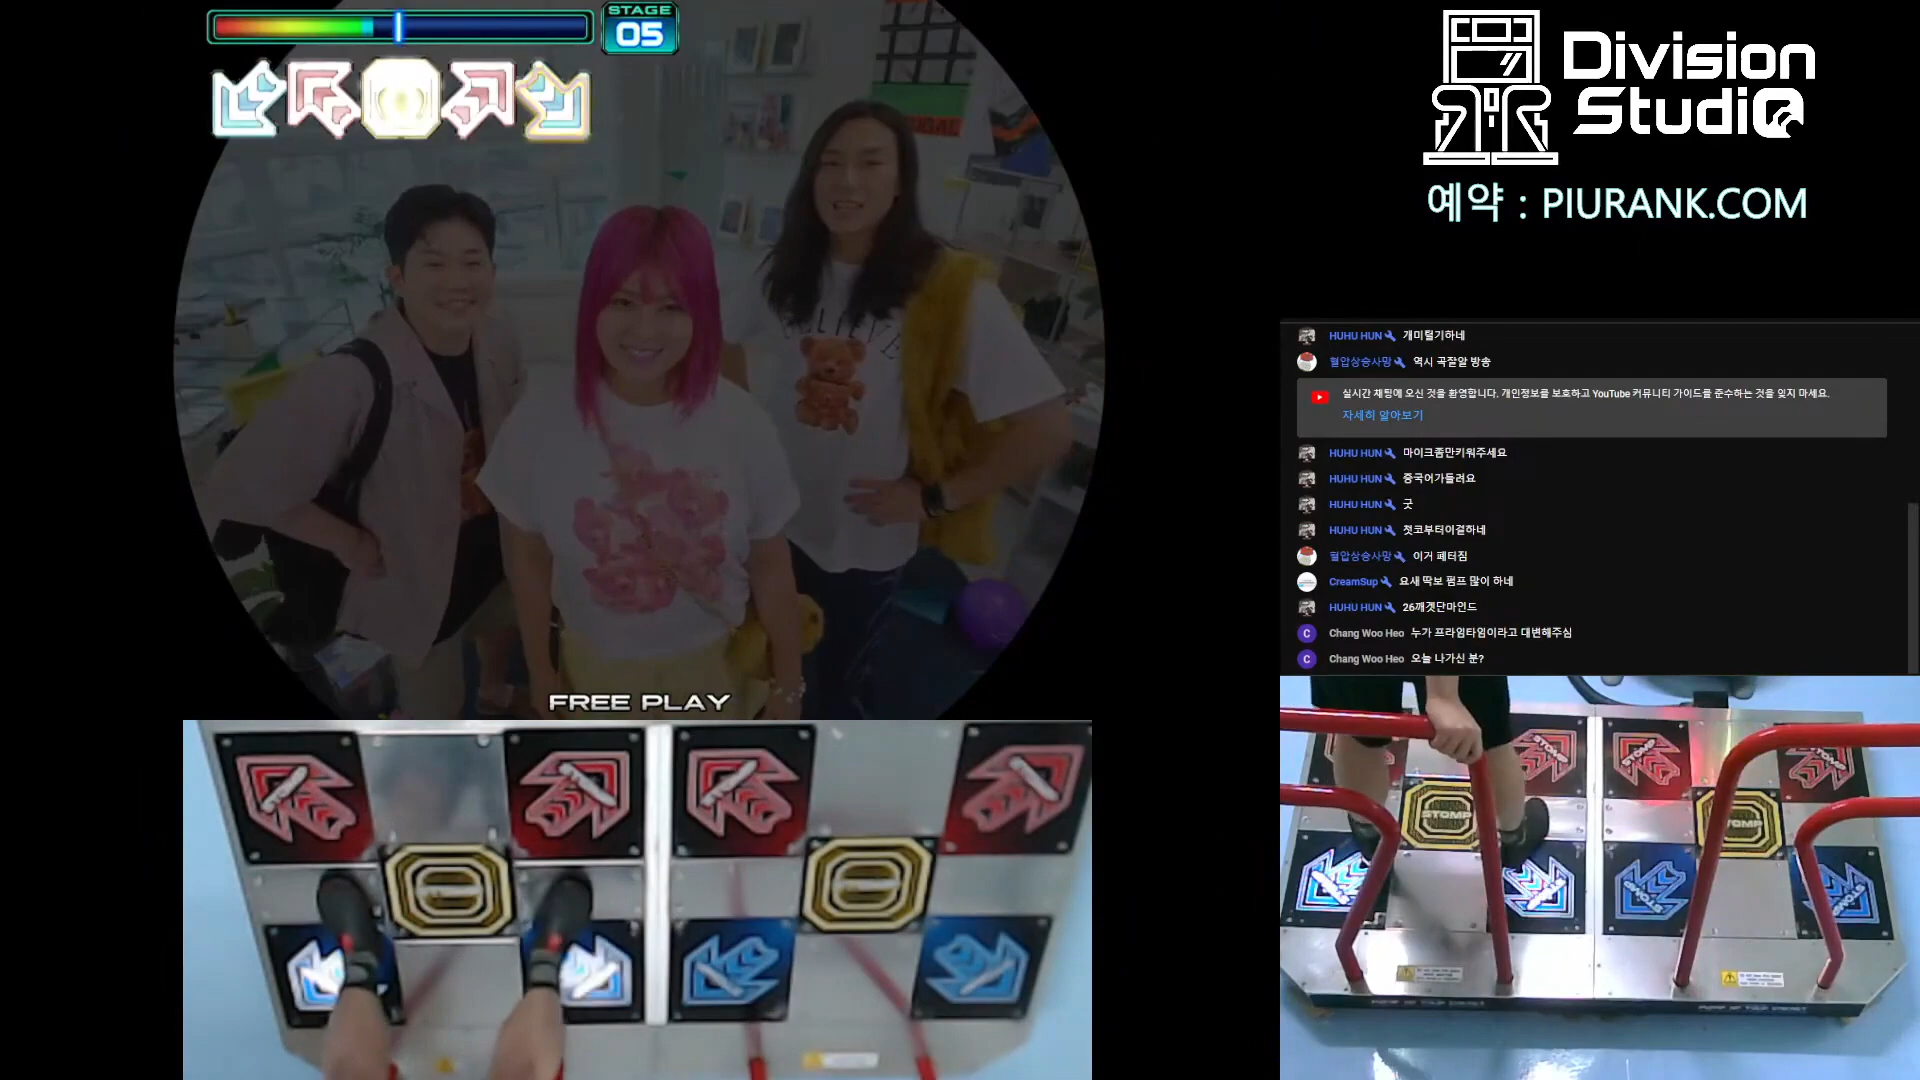 STAGE
05
FREE PLAY
Division
StudiO
예약 : PIURANK.COM
HUHU HUN 개미털기하네
혈압상승사망 역시 곡잘알 방송
실시간 채팅에 오신 것을 환영합니다. 개인정보를 보호하고 YouTube 커뮤니티 가이드를 준수하는 것을 잊지 마세요.
자세히 알아보기
HUHU HUN 마이크좀만키워주세요
HUHU HUN 중국어가들려요
HUHU HUN 굿
HUHU HUN 첫코부터이걸하네
혈압상승사망 이거 페터짐
CreamSup 요새 딱보 펌프 많이 하네
HUHU HUN 26깨겟단마인드
Chang Woo Heo 누가 프라임타임이라고 대변해주심
Chang Woo Heo 오늘 나가신 분?
STOMP
STOMP
STOMP
STOMP
STOMP
STOMP